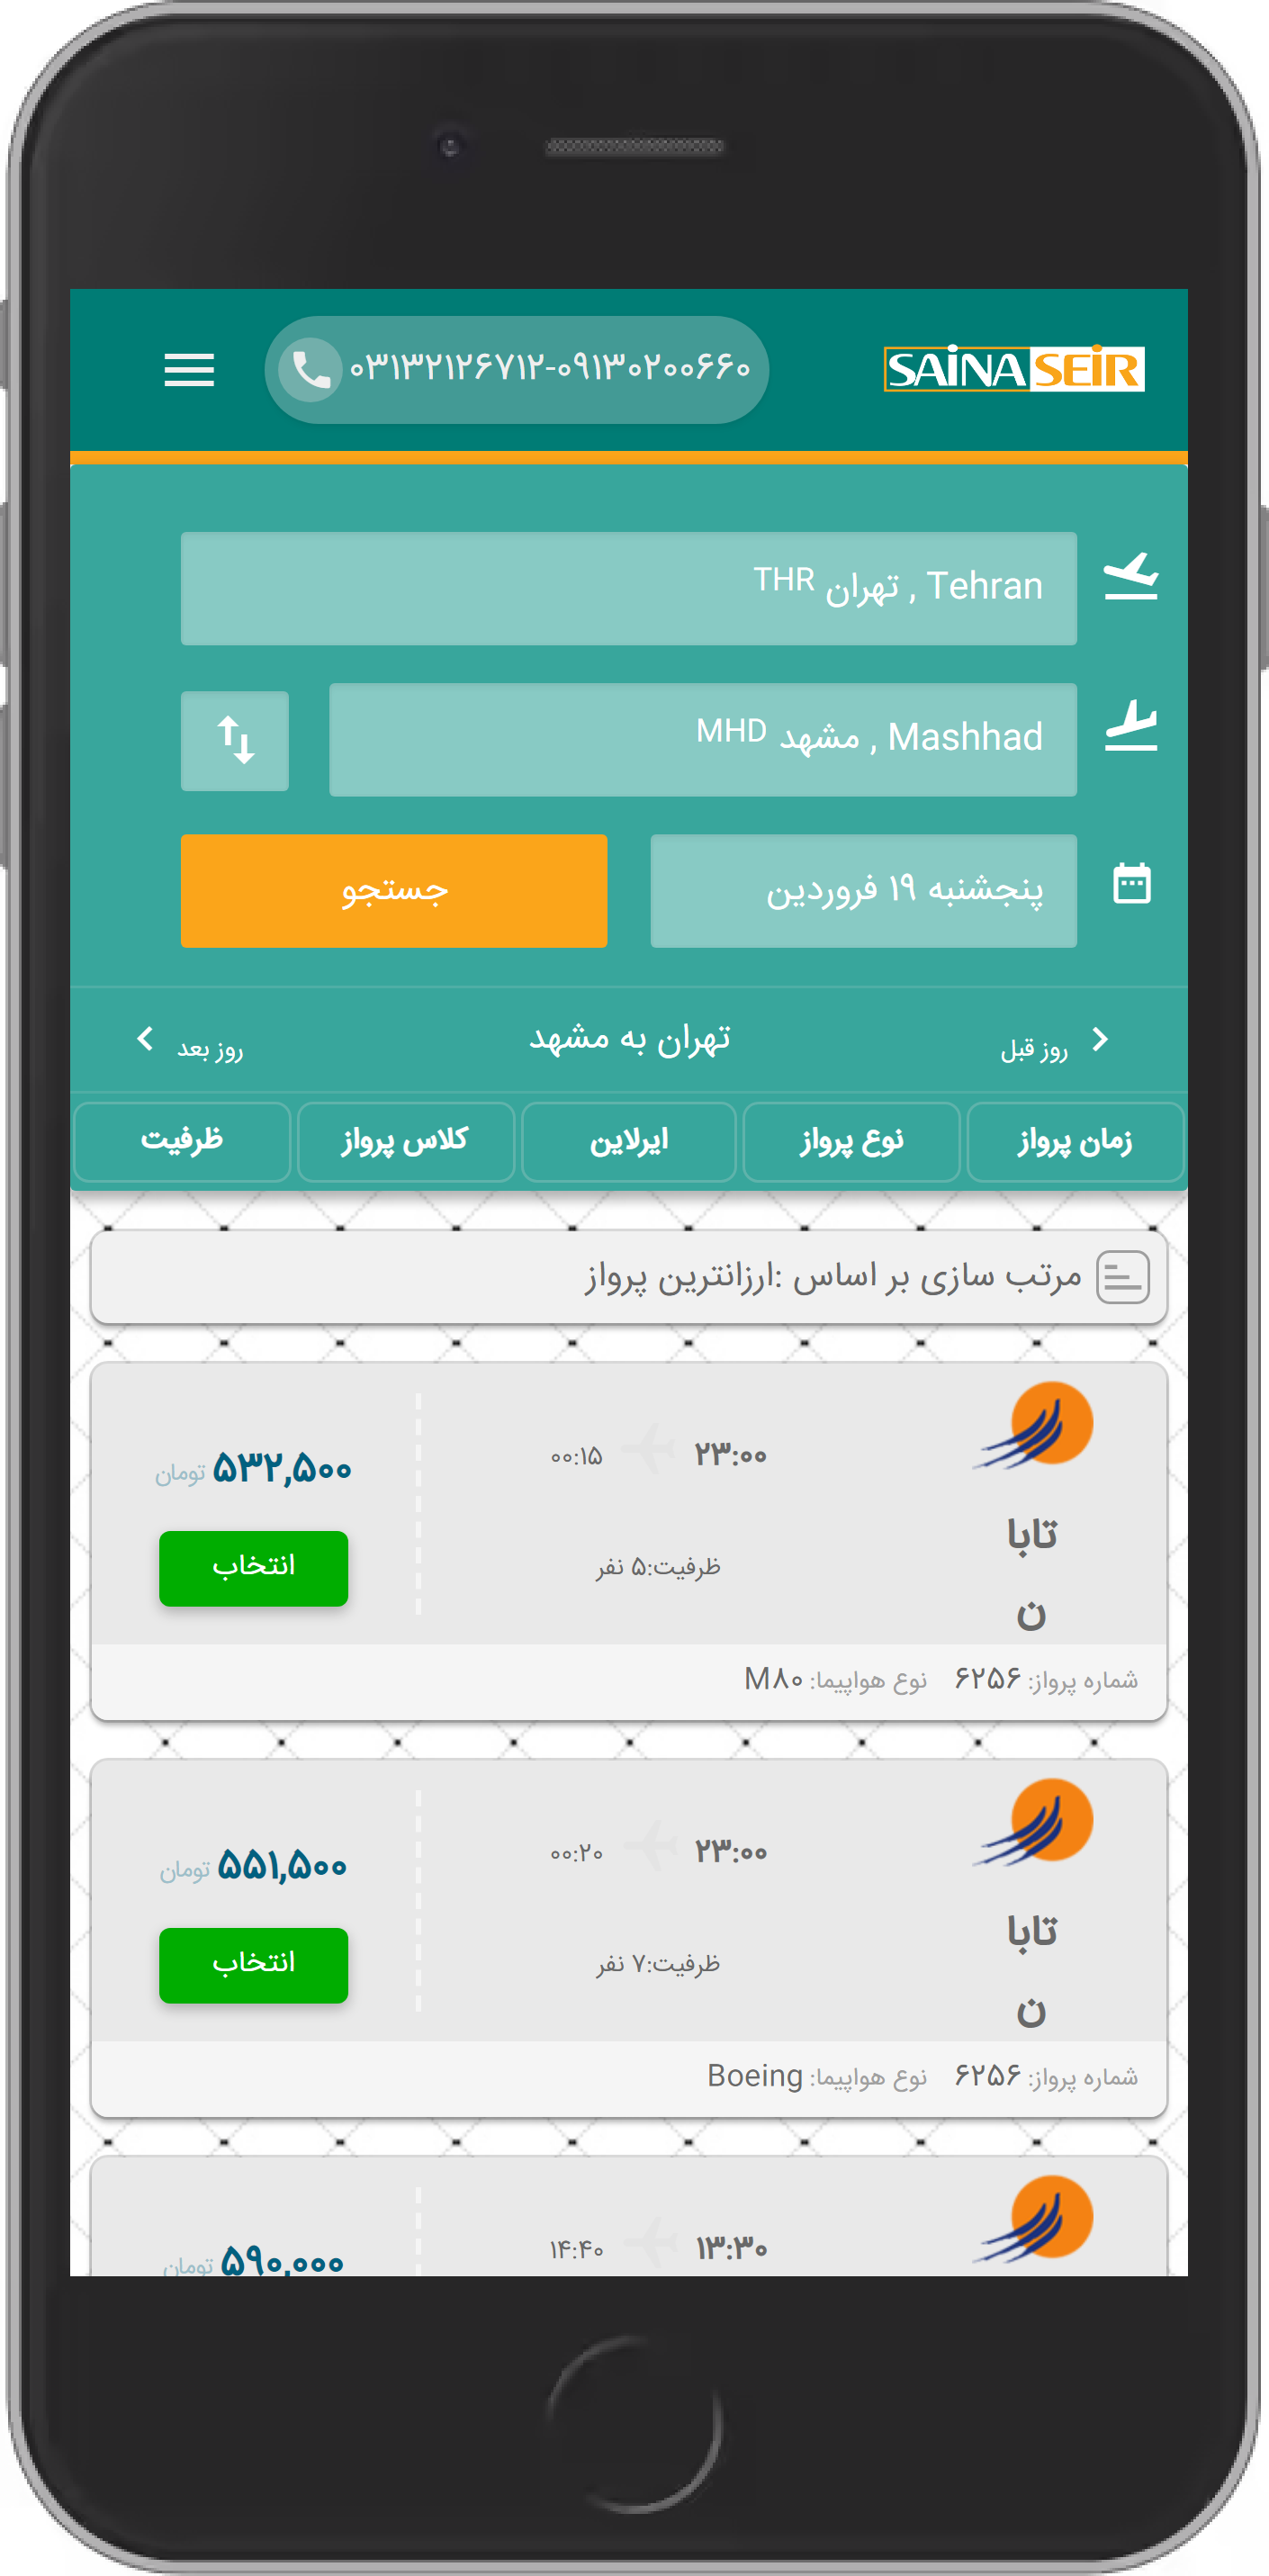 SAINA SEIR
۰۳۱۳۲۱۲۶۷۱۲-۰۹۱۳۰۲۰۰۶۶۰
Tehran , تهران THR
Mashhad , مشهد MHD
پنجشنبه ۱۹ فروردین
جستجو
روز قبل
تهران به مشهد
روز بعد
زمان پرواز
نوع پرواز
ایرلاین
کلاس پرواز
ظرفیت
مرتب سازی بر اساس :ارزانترین پرواز
۲۳:۰۰
۰۰:۱۵
۵۳۲,۵۰۰ تومان
تابا
ن
ظرفیت:۵ نفر
انتخاب
شماره پرواز: ۶۲۵۶ نوع هواپیما: M۸۰
۲۳:۰۰
۰۰:۲۰
۵۵۱,۵۰۰ تومان
تابا
ن
ظرفیت:۷ نفر
انتخاب
شماره پرواز: ۶۲۵۶ نوع هواپیما: Boeing
۱۳:۳۰
۱۴:۴۰
۵۹۰,۰۰۰ تومان